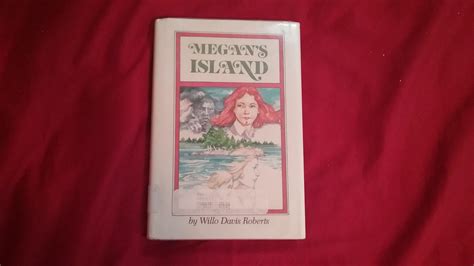 MEGAN'S
ISLAND
by Willo Davis Roberts